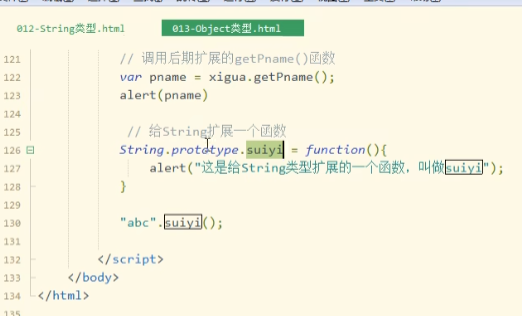 012-String类型.html 013-Object类型.html
121 // 调用后期扩展的getPname()函数
122 var pname = xigua.getPname();
123 alert(pname)
124
125 // 给String扩展一个函数
126 String.prototype.suiyi = function(){
127 alert("这是给String类型扩展的一个函数，叫做suiyi");
128 }
129
130 "abc".suiyi();
131
132 </script>
133 </body>
134 </html>